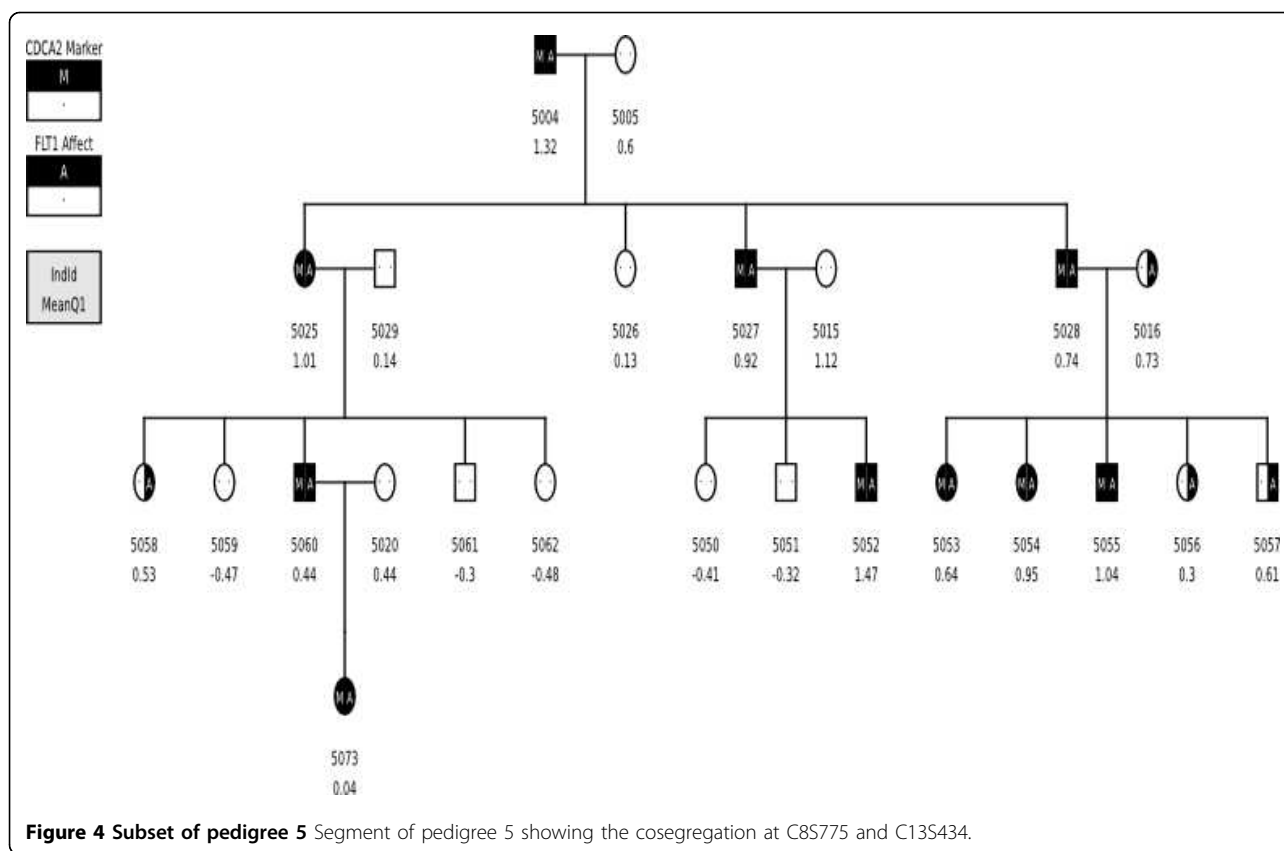 CDCA2 Marker
M
.
FLT1 Affect
A
.
IndId
MeanQ1
M A
. .
5004 5005
1.32 0.6
M A . . . . M A . . M A . A
5025 5029 5026 5027 5015 5028 5016
1.01 0.14 0.13 0.92 1.12 0.74 0.73
. A . . M A . . . . . . . . . . M A M A M A M A . A . A
5058 5059 5060 5020 5061 5062 5050 5051 5052 5053 5054 5055 5056 5057
0.53 -0.47 0.44 0.44 -0.3 -0.48 -0.41 -0.32 1.47 0.64 0.95 1.04 0.3 0.61
M A
5073
0.04
Figure 4 Subset of pedigree 5 Segment of pedigree 5 showing the cosegregation at C8S775 and C13S434.